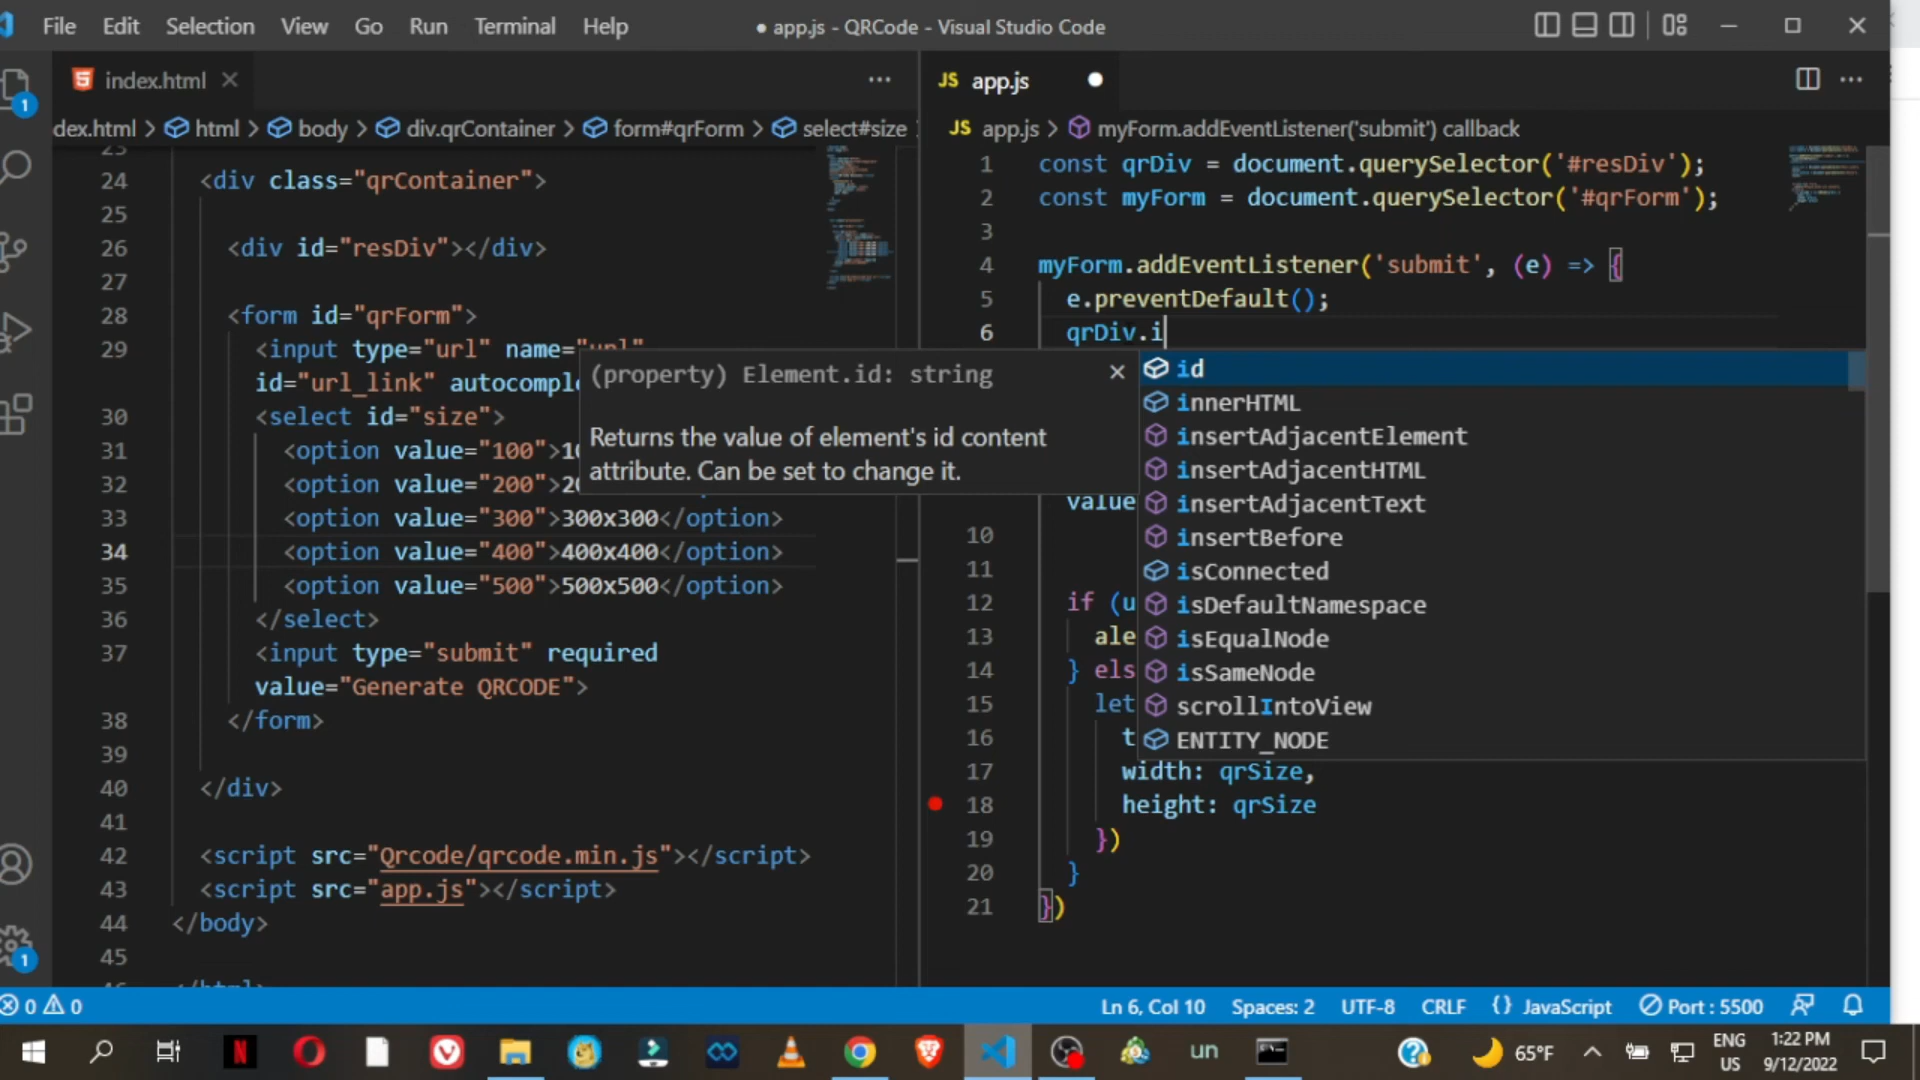 File Edit Selection View Go Run Terminal Help
● app.js - QRCode - Visual Studio Code
index.html
dex.html > html > body > div.qrContainer > form#qrForm > select#size
23
24 <div class="qrContainer">
25
26 <div id="resDiv"></div>
27
28 <form id="qrForm">
29 <input type="url" name="url"
id="url_link" autocomple
30 <select id="size">
31 <option value="100">10
32 <option value="200">20
33 <option value="300">300x300</option>
34 <option value="400">400x400</option>
35 <option value="500">500x500</option>
36 </select>
37 <input type="submit" required
value="Generate QRCODE">
38 </form>
39
40 </div>
41
42 <script src="Qrcode/qrcode.min.js"></script>
43 <script src="app.js"></script>
44 </body>
45
JS app.js
JS app.js > myForm.addEventListener('submit') callback
1 const qrDiv = document.querySelector('#resDiv');
2 const myForm = document.querySelector('#qrForm');
3
4 myForm.addEventListener('submit', (e) => {
5 e.preventDefault();
6 qrDiv.i
(property) Element.id: string
Returns the value of element's id content
attribute. Can be set to change it.
id
innerHTML
insertAdjacentElement
insertAdjacentHTML
insertAdjacentText
insertBefore
isConnected
isDefaultNamespace
isEqualNode
isSameNode
scrollIntoView
ENTITY_NODE
value
10
11
12 if (u
13 ale
14 } els
15 let
16 t
17 width: qrSize,
18 height: qrSize
19 })
20 }
21 })
1
1
0 0
Ln 6, Col 10 Spaces: 2 UTF-8 CRLF {} JavaScript Port : 5500
un
65°F
ENG
US
1:22 PM
9/12/2022